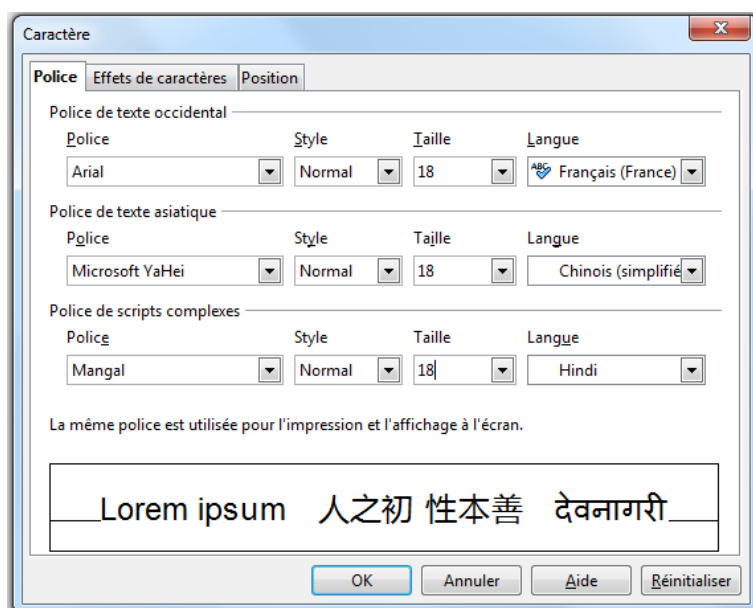 Caractère
Police Effets de caractères Position
Police de texte occidental
Police Style Taille Langue
Arial Normal 18 ABC Français (France)
Police de texte asiatique
Police Style Taille Langue
Microsoft YaHei Normal 18 Chinois (simplifié
Police de scripts complexes
Police Style Taille Langue
Mangal Normal 18 Hindi
La même police est utilisée pour l'impression et l'affichage à l'écran.
Lorem ipsum 人之初 性本善 देवनागरी
OK Annuler Aide Réinitialiser